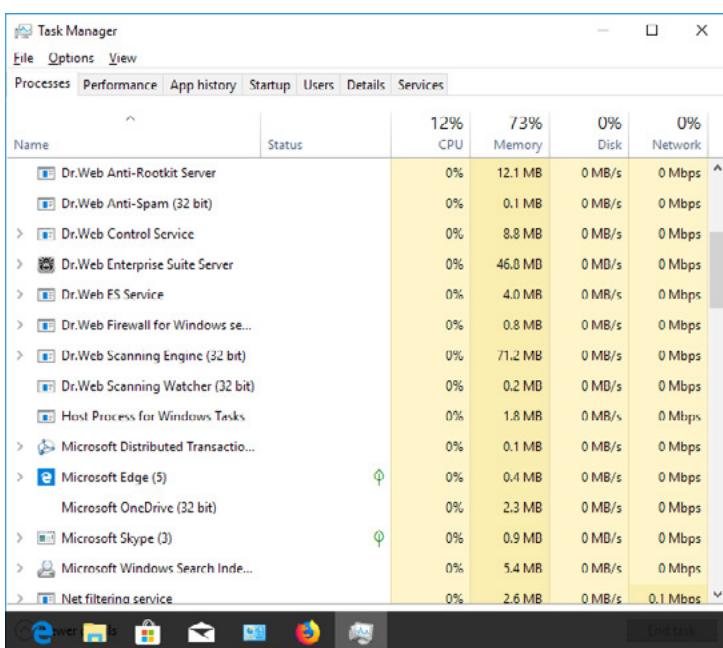 Task Manager
File Options View
Processes Performance App history Startup Users Details Services
12% 73% 0% 0%
Name Status CPU Memory Disk Network
Dr.Web Anti-Rootkit Server 0% 12.1 MB 0 MB/s 0 Mbps
Dr.Web Anti-Spam (32 bit) 0% 0.1 MB 0 MB/s 0 Mbps
Dr.Web Control Service 0% 8.8 MB 0 MB/s 0 Mbps
Dr.Web Enterprise Suite Server 0% 46.8 MB 0 MB/s 0 Mbps
Dr.Web ES Service 0% 4.0 MB 0 MB/s 0 Mbps
Dr.Web Firewall for Windows se... 0% 0.8 MB 0 MB/s 0 Mbps
Dr.Web Scanning Engine (32 bit) 0% 71.2 MB 0 MB/s 0 Mbps
Dr.Web Scanning Watcher (32 bit) 0% 0.2 MB 0 MB/s 0 Mbps
Host Process for Windows Tasks 0% 1.8 MB 0 MB/s 0 Mbps
Microsoft Distributed Transactio... 0% 0.1 MB 0 MB/s 0 Mbps
Microsoft Edge (5) 0% 0.4 MB 0 MB/s 0 Mbps
Microsoft OneDrive (32 bit) 0% 2.3 MB 0 MB/s 0 Mbps
Microsoft Skype (3) 0% 0.9 MB 0 MB/s 0 Mbps
Microsoft Windows Search Inde... 0% 5.4 MB 0 MB/s 0 Mbps
Net filtering service 0% 2.6 MB 0 MB/s 0.1 Mbps
End task